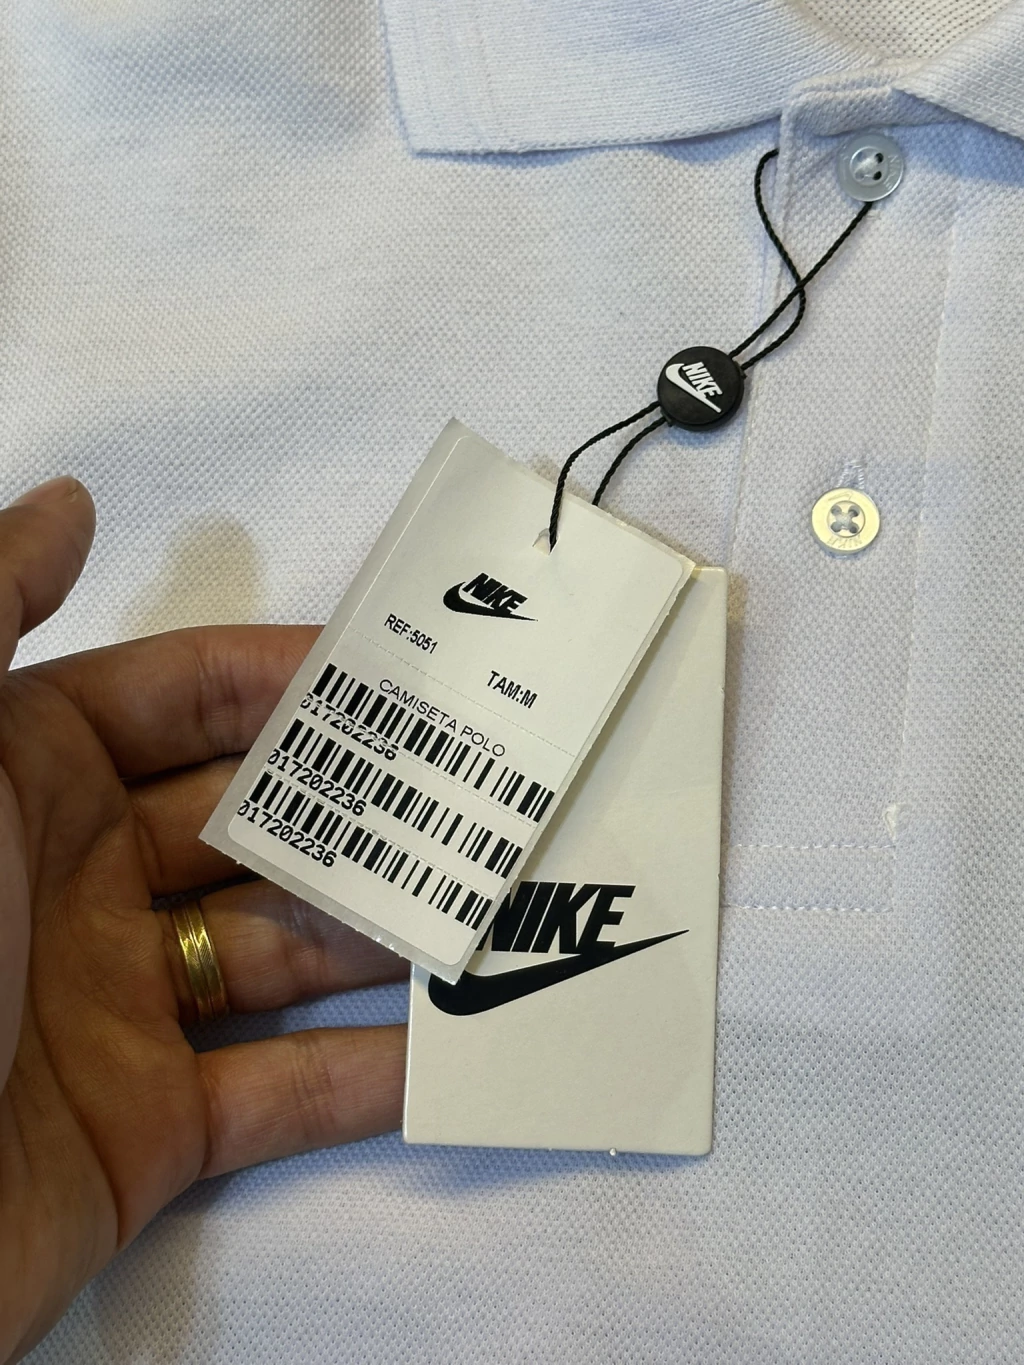 NIKE
NIKE
REF:5051
TAM:M
CAMISETA POLO
017202236
017202236
017202236
NIKE